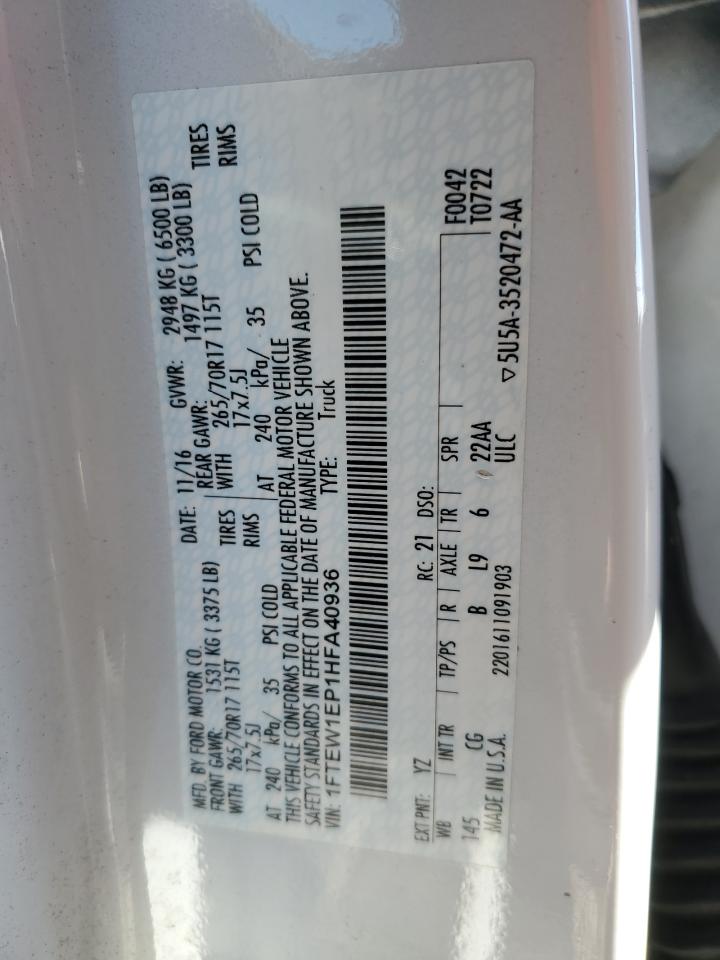 MFD. BY FORD MOTOR CO.
DATE: 11/16 GVWR: 2948 KG ( 6500 LB)
FRONT GAWR: 1531 KG ( 3375 LB) REAR GAWR: 1497 KG ( 3300 LB)
WITH 265/70R17 115T TIRES WITH 265/70R17 115T TIRES
17x7.5J RIMS 17x7.5J RIMS
AT 240 kPa/ 35 PSI COLD AT 240 kPa/ 35 PSI COLD
THIS VEHICLE CONFORMS TO ALL APPLICABLE FEDERAL MOTOR VEHICLE
SAFETY STANDARDS IN EFFECT ON THE DATE OF MANUFACTURE SHOWN ABOVE.
VIN: 1FTEW1EP1HFA40936 TYPE: Truck
EXT PNT: YZ RC: 21 DSO: F0042
WB INT TR TP/PS R AXLE TR SPR T0722
145 CG B L9 6 22AA
MADE IN U.S.A. 2201611091903 ULC ▽5U5A-3520472-AA